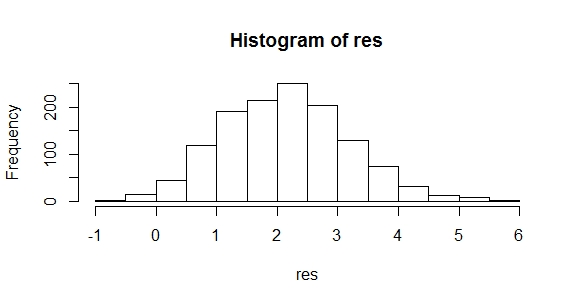 Histogram of res
Frequency
200
100
0
-1 0 1 2 3 4 5 6
res